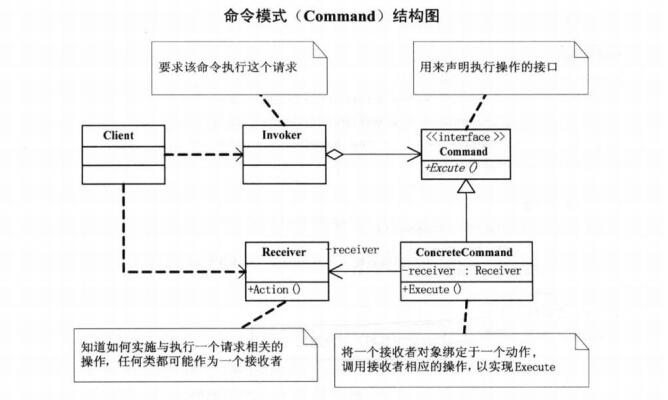 命令模式（Command）结构图
要求该命令执行这个请求
用来声明执行操作的接口
Client
Invoker
<<interface>>
Command
+Excute()
Receiver
-receiver
ConcreteCommand
-receiver : Receiver
+Action()
+Execute()
知道如何实施与执行一个请求相关的
操作，任何类都可能作为一个接收者
将一个接收者对象绑定于一个动作，
调用接收者相应的操作，以实现Execute